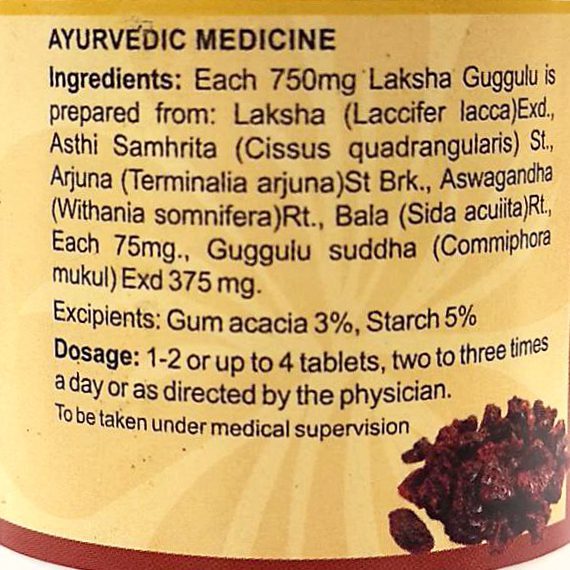 AYURVEDIC MEDICINE
Ingredients: Each 750mg Laksha Guggulu is
prepared from: Laksha (Laccifer lacca)Exd.,
Asthi Samhrita (Cissus quadrangularis) St.,
Arjuna (Terminalia arjuna)St Brk., Aswagandha
(Withania somnifera)Rt., Bala (Sida acuiita)Rt.,
Each 75mg., Guggulu suddha (Commiphora
mukul) Exd 375 mg.
Excipients: Gum acacia 3%, Starch 5%
Dosage: 1-2 or up to 4 tablets, two to three times
a day or as directed by the physician.
To be taken under medical supervision